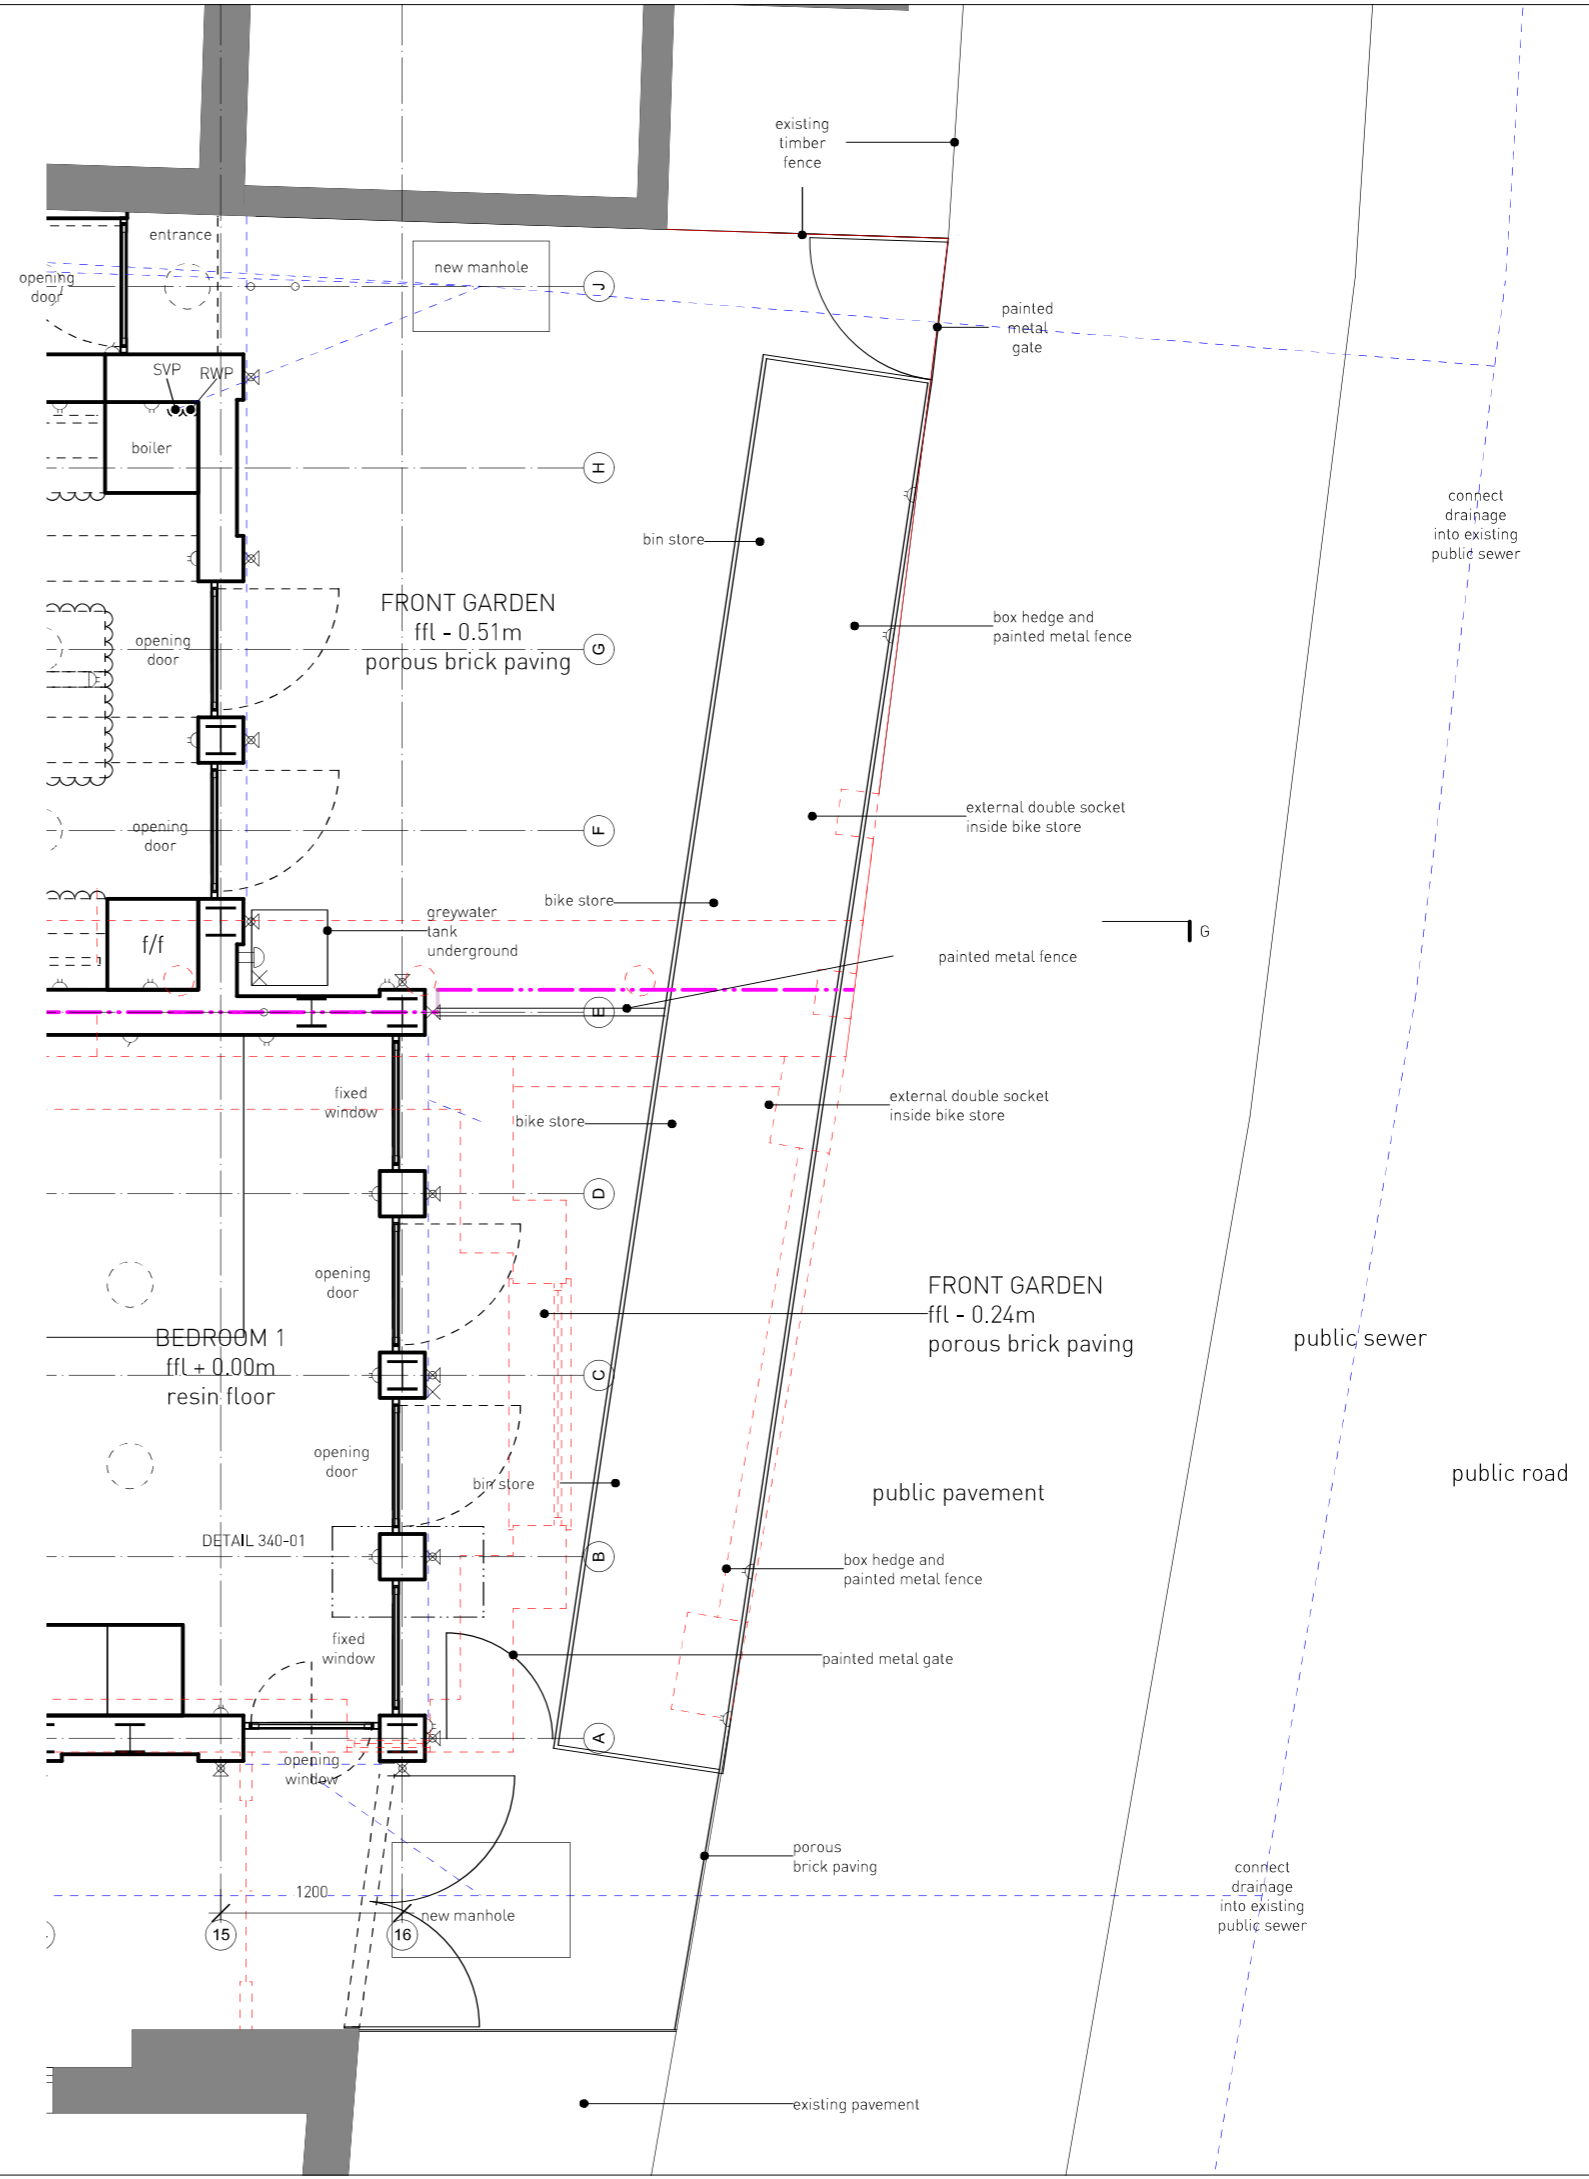 existing
timber
fence
entrance
new manhole
opening
door
J
painted
metal
gate
SVP
RWP
boiler
H
connect
drainage
into existing
public sewer
bin store
FRONT GARDEN
ffl - 0.51m
porous brick paving
box hedge and
painted metal fence
opening
door
G
external double socket
inside bike store
opening
door
F
bike store
greywater
tank
underground
f/f
G
painted metal fence
E
fixed
window
external double socket
inside bike store
bike store
D
opening
door
FRONT GARDEN
ffl - 0.24m
porous brick paving
BEDROOM 1
ffl + 0.00m
resin floor
public sewer
C
opening
door
bin store
public road
public pavement
DETAIL 340-01
B
box hedge and
painted metal fence
fixed
window
painted metal gate
A
opening
window
porous
brick paving
connect
drainage
into existing
public sewer
1200
new manhole
15
16
existing pavement